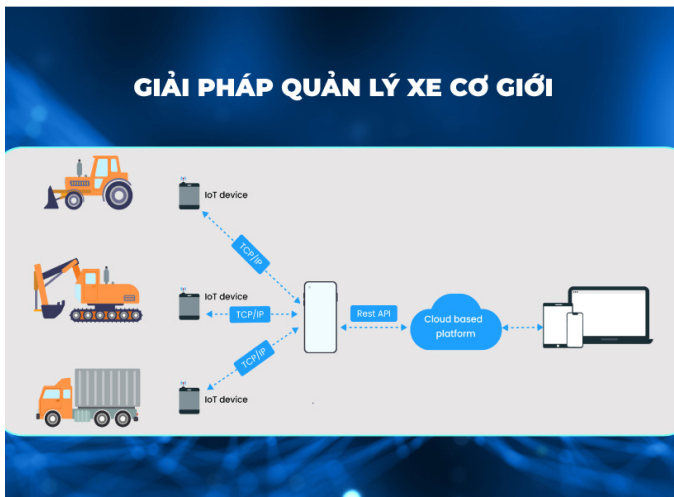 GIẢI PHÁP QUẢN LÝ XE CƠ GIỚI
IoT device
TCP/IP
IoT device
TCP/IP
Rest API
Cloud based
platform
TCP/IP
IoT device